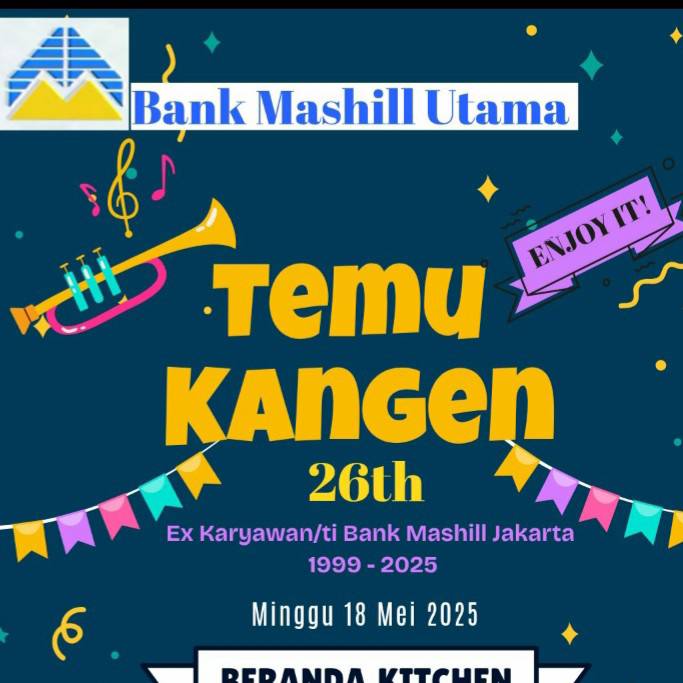 Bank Mashill Utama
ENJOY IT!
Temu
Kangen
26th
Ex Karyawan/ti Bank Mashill Jakarta
1999 - 2025
Minggu 18 Mei 2025
BERANDA KITCHEN